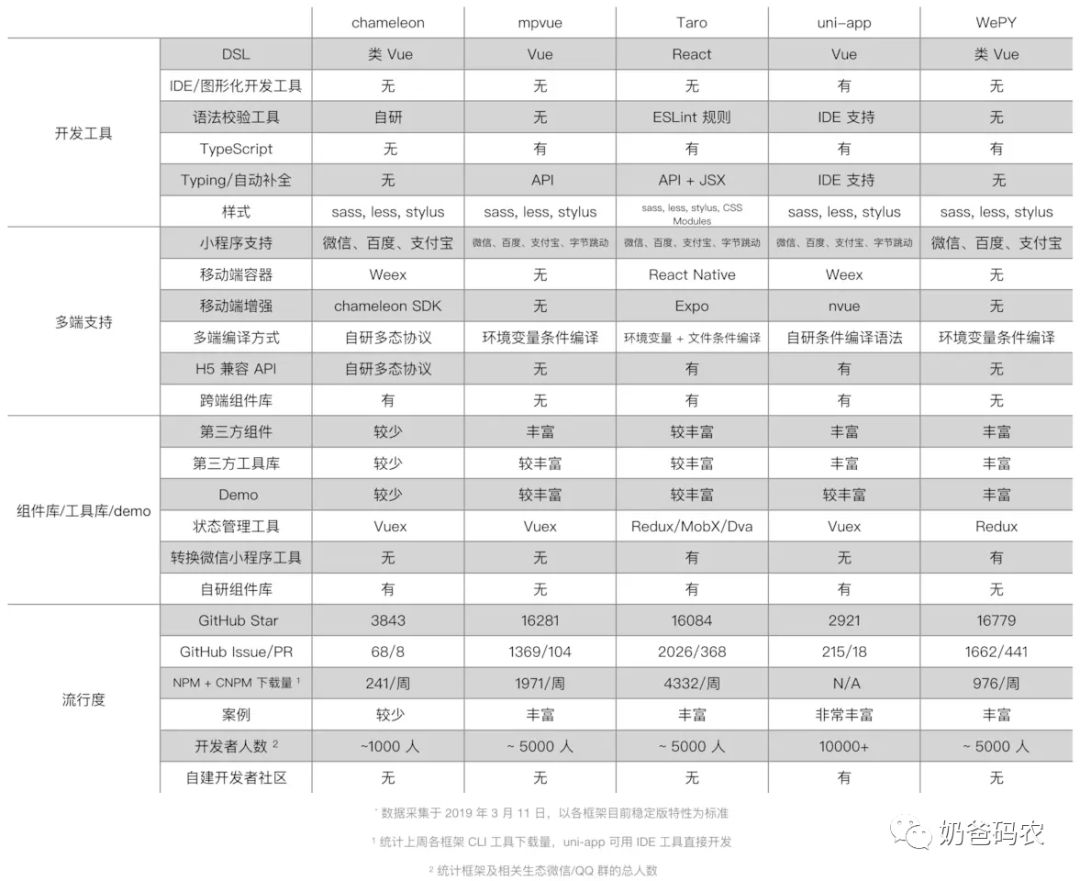 chameleon mpvue Taro uni-app WePY
开发工具
DSL 类 Vue Vue React Vue 类 Vue
IDE/图形化开发工具 无 无 无 有 无
语法校验工具 自研 无 ESLint 规则 IDE 支持 无
TypeScript 无 有 有 有 有
Typing/自动补全 无 API API + JSX IDE 支持 无
样式 sass, less, stylus sass, less, stylus sass, less, stylus, CSS Modules sass, less, stylus sass, less, stylus
多端支持
小程序支持 微信、百度、支付宝 微信、百度、支付宝、字节跳动 微信、百度、支付宝、字节跳动 微信、百度、支付宝、字节跳动 微信、百度、支付宝
移动端容器 Weex 无 React Native Weex 无
移动端增强 chameleon SDK 无 Expo nvue 无
多端编译方式 自研多态协议 环境变量条件编译 环境变量 + 文件条件编译 自研条件编译语法 环境变量条件编译
H5 兼容 API 自研多态协议 无 有 有 无
跨端组件库 有 无 有 有 无
组件库/工具库/demo
第三方组件 较少 丰富 较丰富 丰富 丰富
第三方工具库 较少 较丰富 较丰富 丰富 丰富
Demo 较少 较丰富 较丰富 较丰富 丰富
状态管理工具 Vuex Vuex Redux/MobX/Dva Vuex Redux
转换微信小程序工具 无 无 有 无 有
自研组件库 有 无 有 有 无
流行度
GitHub Star 3843 16281 16084 2921 16779
GitHub Issue/PR 68/8 1369/104 2026/368 215/18 1662/441
NPM + CNPM 下载量 ¹ 241/周 1971/周 4332/周 N/A 976/周
案例 较少 丰富 丰富 非常丰富 丰富
开发者人数 ² ~1000 人 ~ 5000 人 ~ 5000 人 10000+ ~ 5000 人
自建开发者社区 无 无 无 有 无
* 数据采集于 2019 年 3 月 11 日，以各框架目前稳定版特性为标准
¹ 统计上周各框架 CLI 工具下载量，uni-app 可用 IDE 工具直接开发
² 统计框架及相关生态微信/QQ 群的总人数
奶爸码农